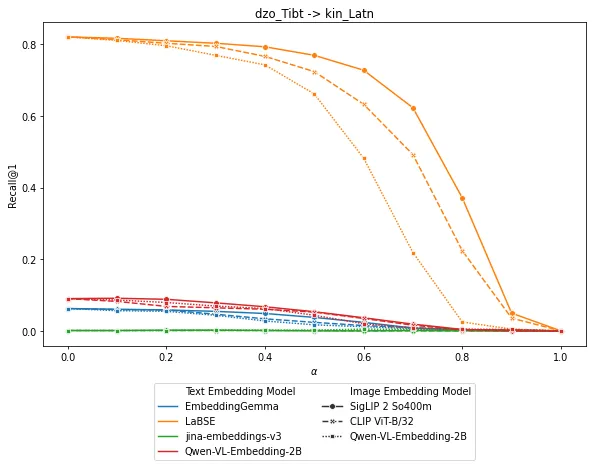 dzo_Tibt -> kin_Latn
Recall@1
0.8
0.6
0.4
0.2
0.0
0.0 0.2 0.4 0.6 0.8 1.0
α
Text Embedding Model
EmbeddingGemma
LaBSE
jina-embeddings-v3
Qwen-VL-Embedding-2B
Image Embedding Model
SigLIP 2 So400m
CLIP ViT-B/32
Qwen-VL-Embedding-2B